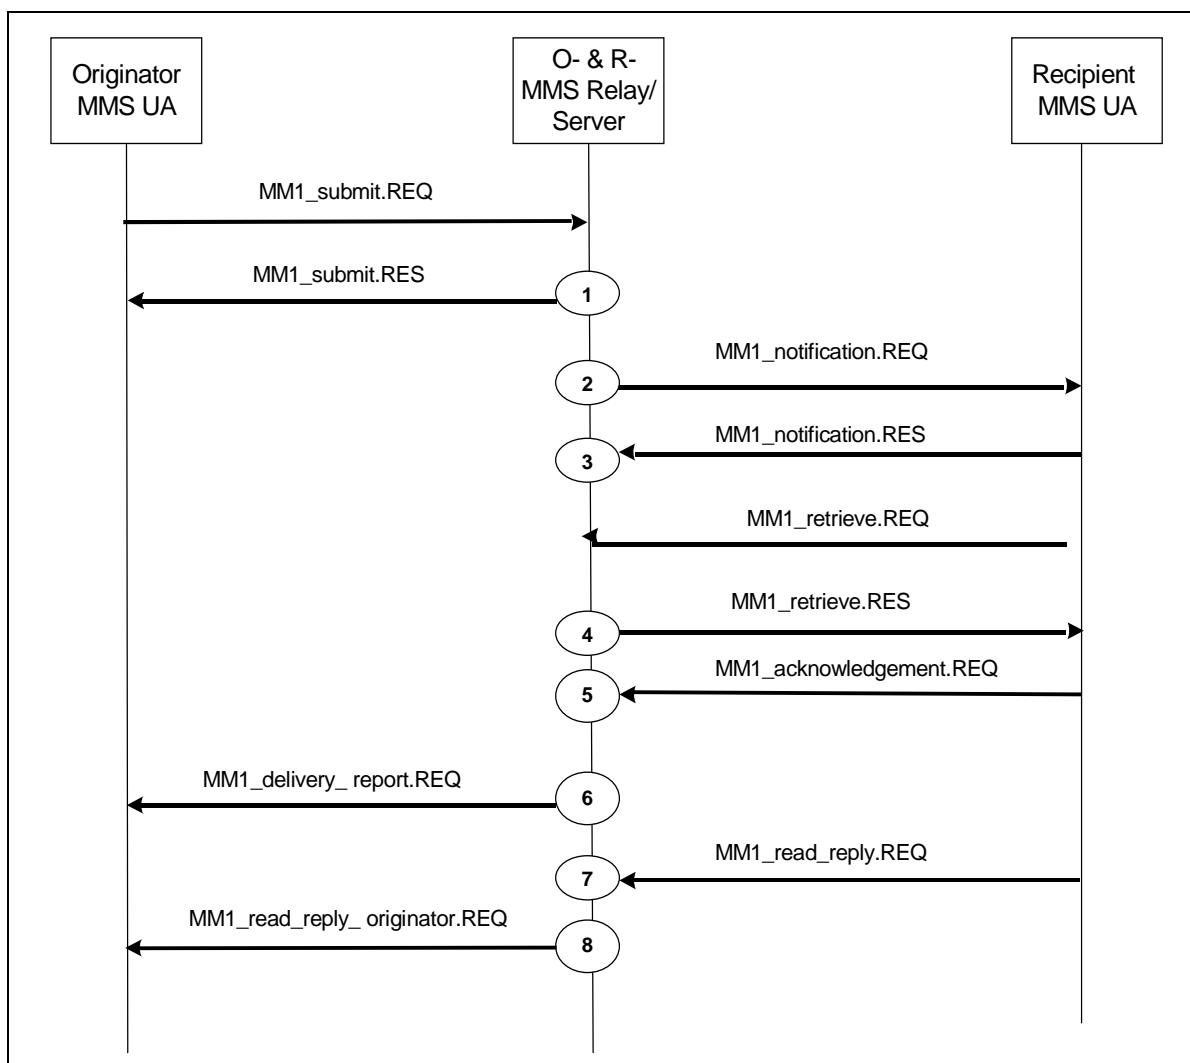 Originator
MMS UA
O- & R-
MMS Relay/
Server
Recipient
MMS UA
MM1_submit.REQ
MM1_submit.RES
1
MM1_notification.REQ
2
MM1_notification.RES
3
MM1_retrieve.REQ
MM1_retrieve.RES
4
MM1_acknowledgement.REQ
5
MM1_delivery_ report.REQ
6
MM1_read_reply.REQ
7
MM1_read_reply_ originator.REQ
8